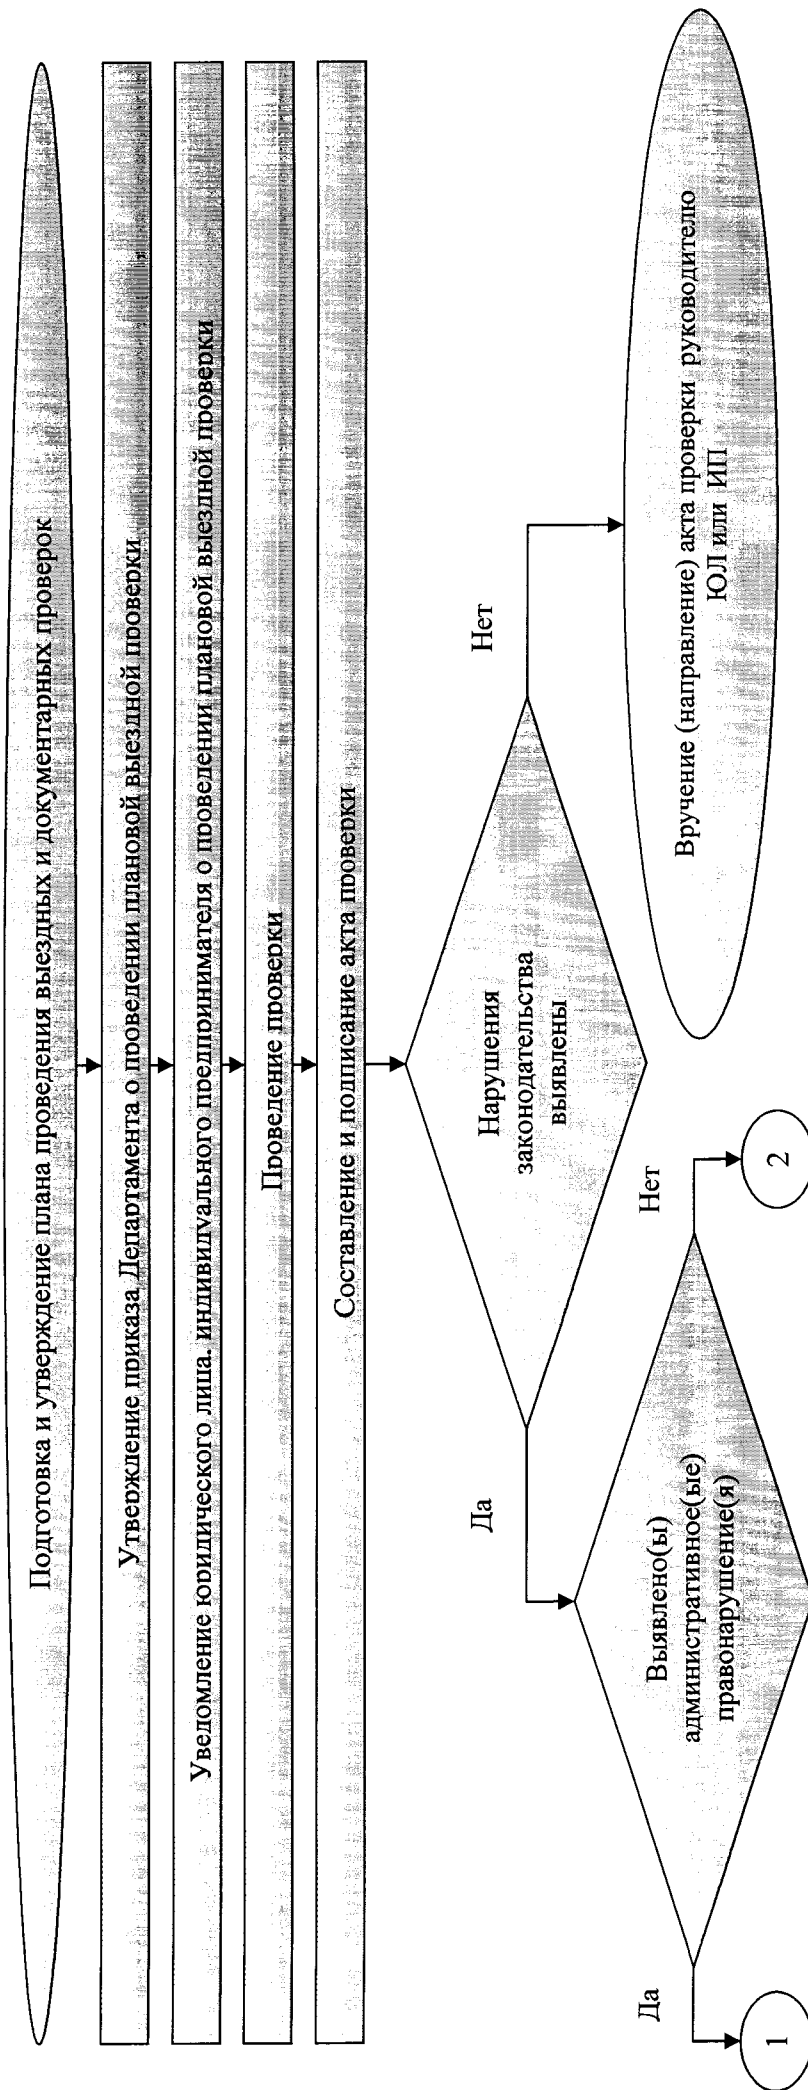 Подготовка и утверждение плана проведения выездных и документарных проверок
Утверждение приказа Департамента о проведении плановой выездной проверки
Уведомление юридического лица, индивидуального предпринимателя о проведении плановой выездной проверки
Проведение проверки
Составление и подписание акта проверки
Нарушения
законодательства
выявлены
Да
Нет
Выявлено(ы)
административное(ые)
правонарушение(я)
Вручение (направление) акта проверки руководителю
ЮЛ или ИП
Да
Нет
1
2